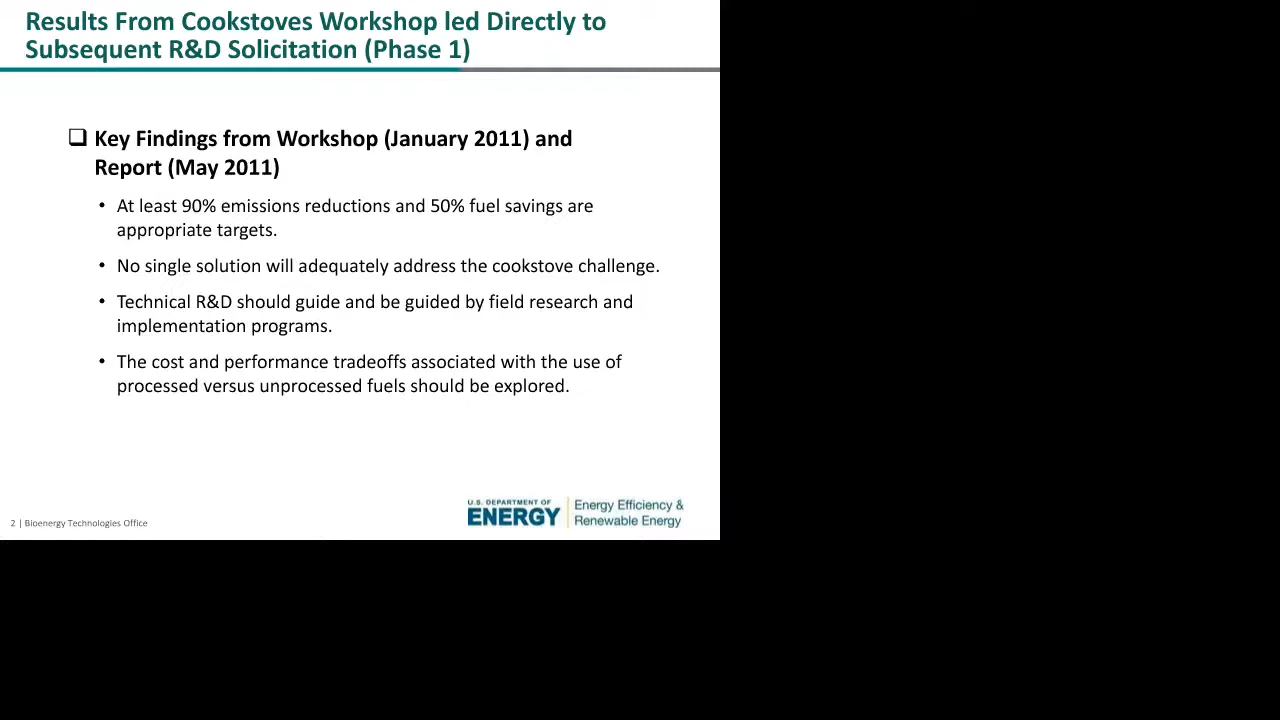 Results From Cookstoves Workshop led Directly to
Subsequent R&D Solicitation (Phase 1)
❑ Key Findings from Workshop (January 2011) and
Report (May 2011)
• At least 90% emissions reductions and 50% fuel savings are
appropriate targets.
• No single solution will adequately address the cookstove challenge.
• Technical R&D should guide and be guided by field research and
implementation programs.
• The cost and performance tradeoffs associated with the use of
processed versus unprocessed fuels should be explored.
2 | Bioenergy Technologies Office
U.S. DEPARTMENT OF
ENERGY
Energy Efficiency &
Renewable Energy